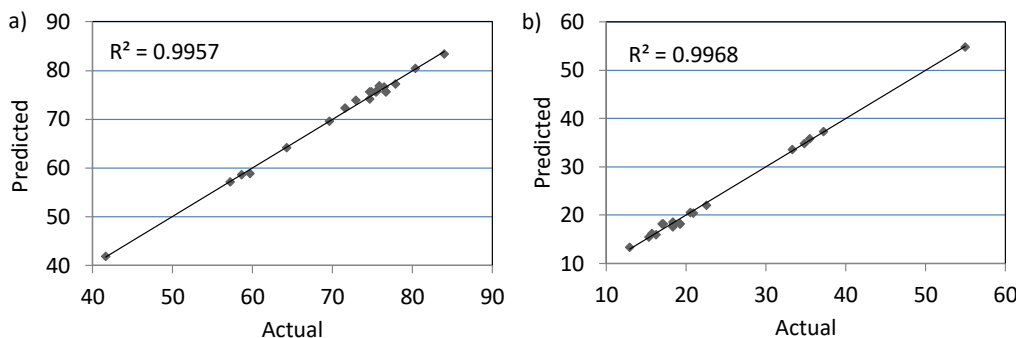 a)
90
80
70
60
50
40
Predicted
R² = 0.9957
40 50 60 70 80 90
Actual
b)
60
50
40
30
20
10
Predicted
R² = 0.9968
10 20 30 40 50 60
Actual